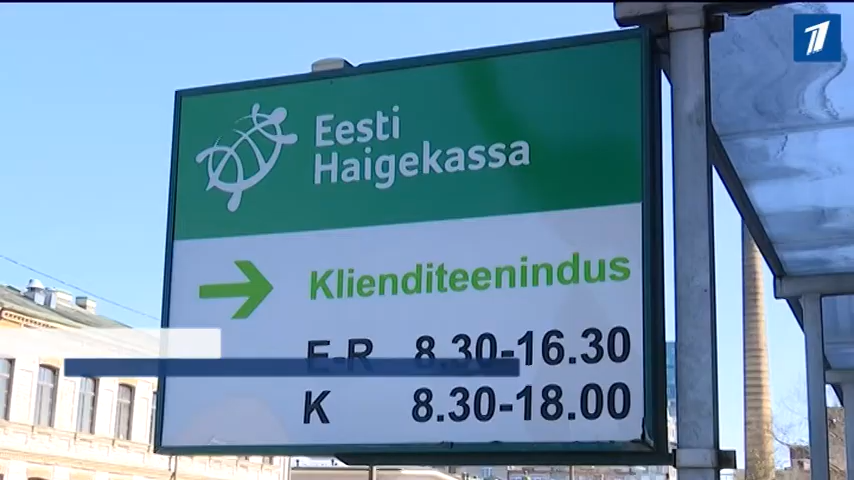 Eesti
Haigekassa
Klienditeenindus
E-R 8.30-16.30
K 8.30-18.00